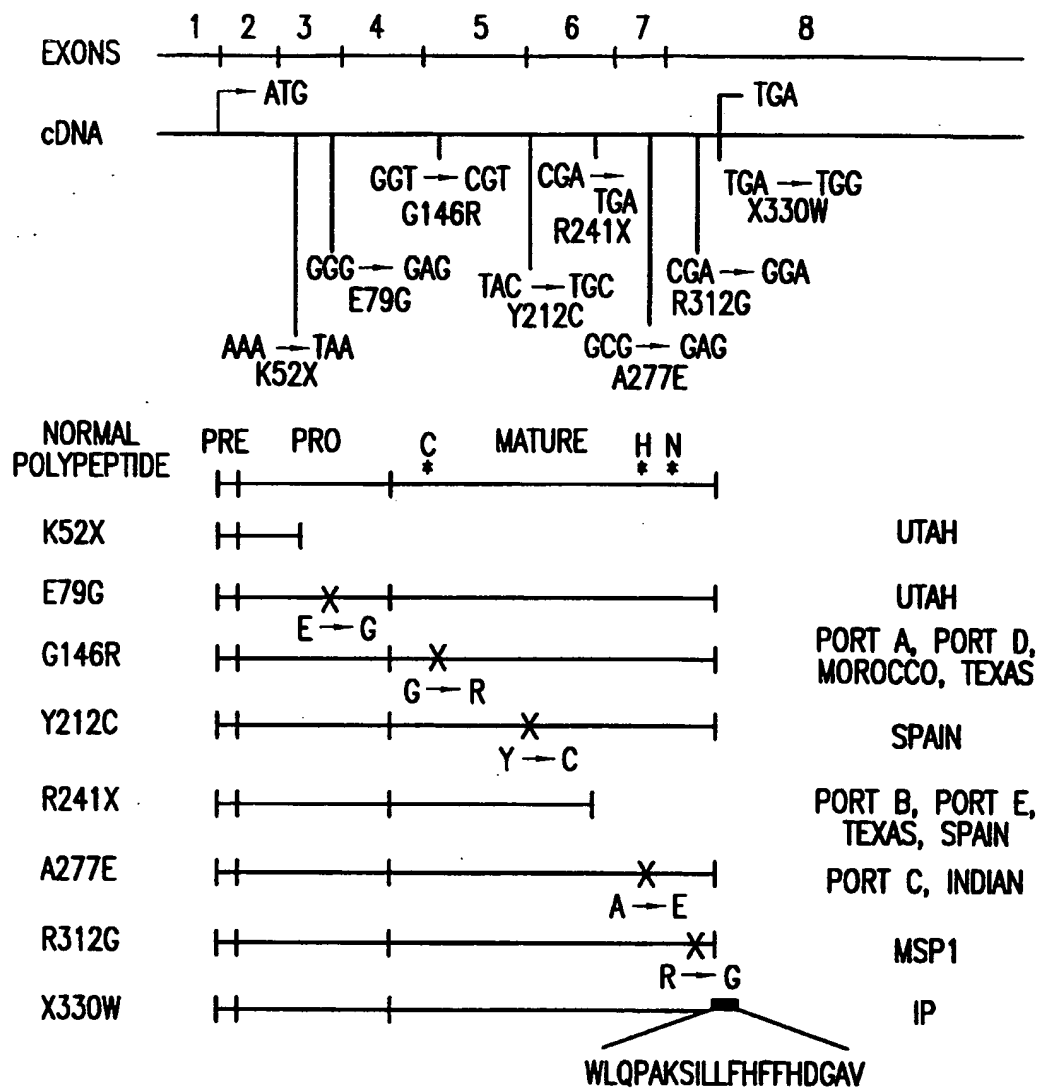 1 2 3 4 5 6 7 8
EXONS
ATG TGA
cDNA
GGT → CGT
G146R
CGA →
TGA
R241X
TGA → TGG
X330W
GGG → GAG
E79G
TAC → TGC
Y212C
CGA → GGA
R312G
AAA → TAA
K52X
GCG → GAG
A277E
NORMAL
POLYPEPTIDE
PRE PRO C MATURE H N
* * *
K52X UTAH
E79G UTAH
E → G
G146R PORT A, PORT D,
MOROCCO, TEXAS
G → R
Y212C SPAIN
Y → C
R241X PORT B, PORT E,
TEXAS, SPAIN
A277E PORT C, INDIAN
A → E
R312G MSP1
R → G
X330W IP
WLQPAKSILLFHFFHDGAV